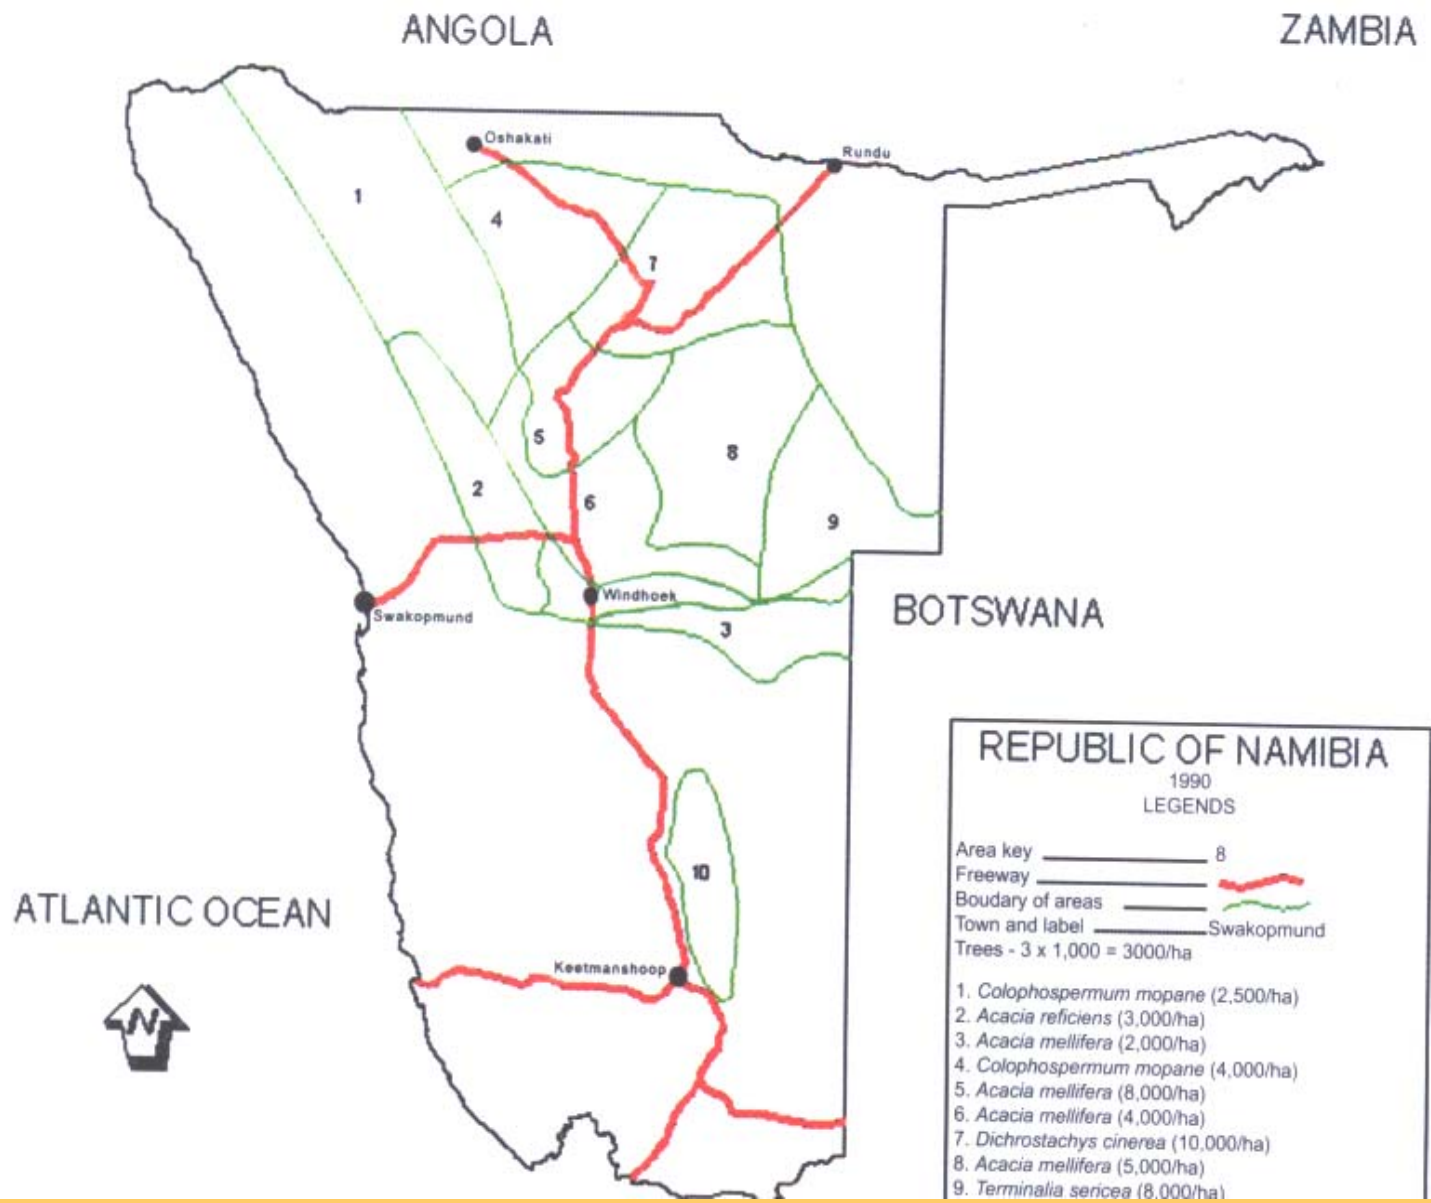 ANGOLA
ZAMBIA
Oshakati
Rundu
1
4
7
5
8
2
6
9
Windhoek
Swakopmund
BOTSWANA
3
REPUBLIC OF NAMIBIA
1990
LEGENDS
Area key 8
Freeway
Boudary of areas
Town and label Swakopmund
Trees - 3 x 1,000 = 3000/ha
10
ATLANTIC OCEAN
Keetmanshoop
N
1. Colophospermum mopane (2,500/ha)
2. Acacia reficiens (3,000/ha)
3. Acacia mellifera (2,000/ha)
4. Colophospermum mopane (4,000/ha)
5. Acacia mellifera (8,000/ha)
6. Acacia mellifera (4,000/ha)
7. Dichrostachys cinerea (10,000/ha)
8. Acacia mellifera (5,000/ha)
9. Terminalia sericea (8,000/ha)